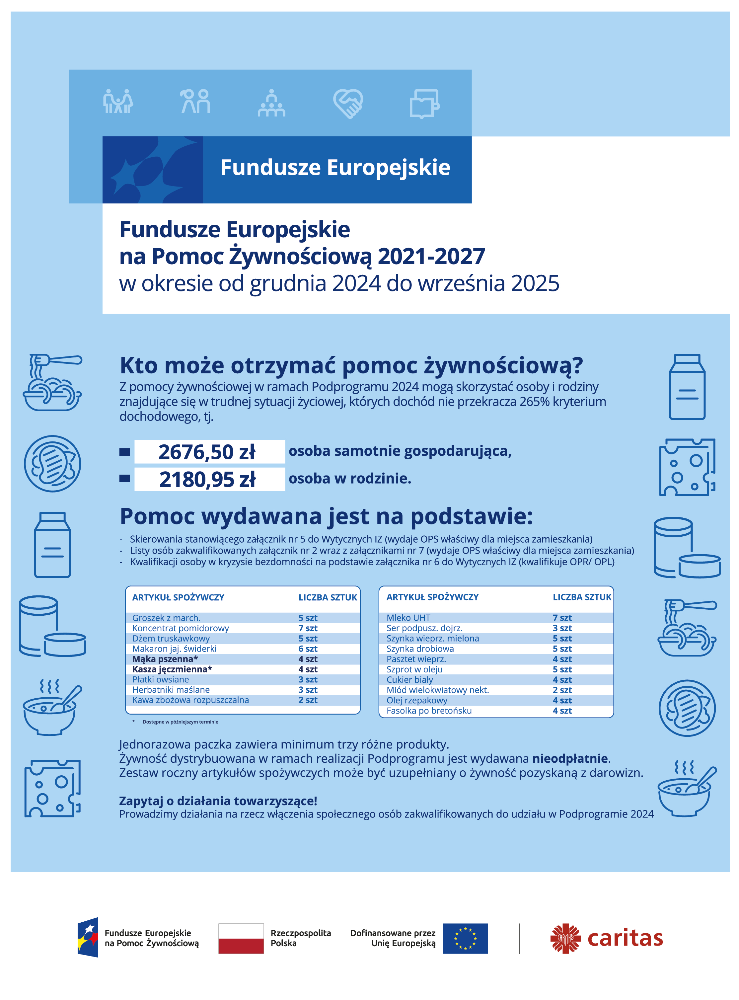 Fundusze Europejskie
Fundusze Europejskie
na Pomoc Żywnościową 2021-2027
w okresie od grudnia 2024 do września 2025
Kto może otrzymać pomoc żywnościową?
Z pomocy żywnościowej w ramach Podprogramu 2024 mogą skorzystać osoby i rodziny
znajdujące się w trudnej sytuacji życiowej, których dochód nie przekracza 265% kryterium
dochodowego, tj.
2676,50 zł osoba samotnie gospodarująca,
2180,95 zł osoba w rodzinie.
Pomoc wydawana jest na podstawie:
- Skierowania stanowiącego załącznik nr 5 do Wytycznych IZ (wydaje OPS właściwy dla miejsca zamieszkania)
- Listy osób zakwalifikowanych załącznik nr 2 wraz z załącznikami nr 7 (wydaje OPS właściwy dla miejsca zamieszkania)
- Kwalifikacji osoby w kryzysie bezdomności na podstawie załącznika nr 6 do Wytycznych IZ (kwalifikuje OPR/ OPL)
ARTYKUŁ SPOŻYWCZY LICZBA SZTUK
Groszek z march. 5 szt
Koncentrat pomidorowy 7 szt
Dżem truskawkowy 5 szt
Makaron jaj. świderki 6 szt
Mąka pszenna* 4 szt
Kasza jęczmienna* 4 szt
Płatki owsiane 3 szt
Herbatniki maślane 3 szt
Kawa zbożowa rozpuszczalna 2 szt
* Dostępne w późniejszym terminie
ARTYKUŁ SPOŻYWCZY LICZBA SZTUK
Mleko UHT 7 szt
Ser podpusz. dojrz. 3 szt
Szynka wieprz. mielona 5 szt
Szynka drobiowa 5 szt
Pasztet wieprz. 4 szt
Szprot w oleju 5 szt
Cukier biały 4 szt
Miód wielokwiatowy nekt. 2 szt
Olej rzepakowy 4 szt
Fasolka po bretońsku 4 szt
Jednorazowa paczka zawiera minimum trzy różne produkty.
Żywność dystrybuowana w ramach realizacji Podprogramu jest wydawana nieodpłatnie.
Zestaw roczny artykułów spożywczych może być uzupełniany o żywność pozyskaną z darowizn.
Zapytaj o działania towarzyszące!
Prowadzimy działania na rzecz włączenia społecznego osób zakwalifikowanych do udziału w Podprogramie 2024
Fundusze Europejskie
na Pomoc Żywnościową
Rzeczpospolita
Polska
Dofinansowane przez
Unię Europejską
CARITAS
caritas